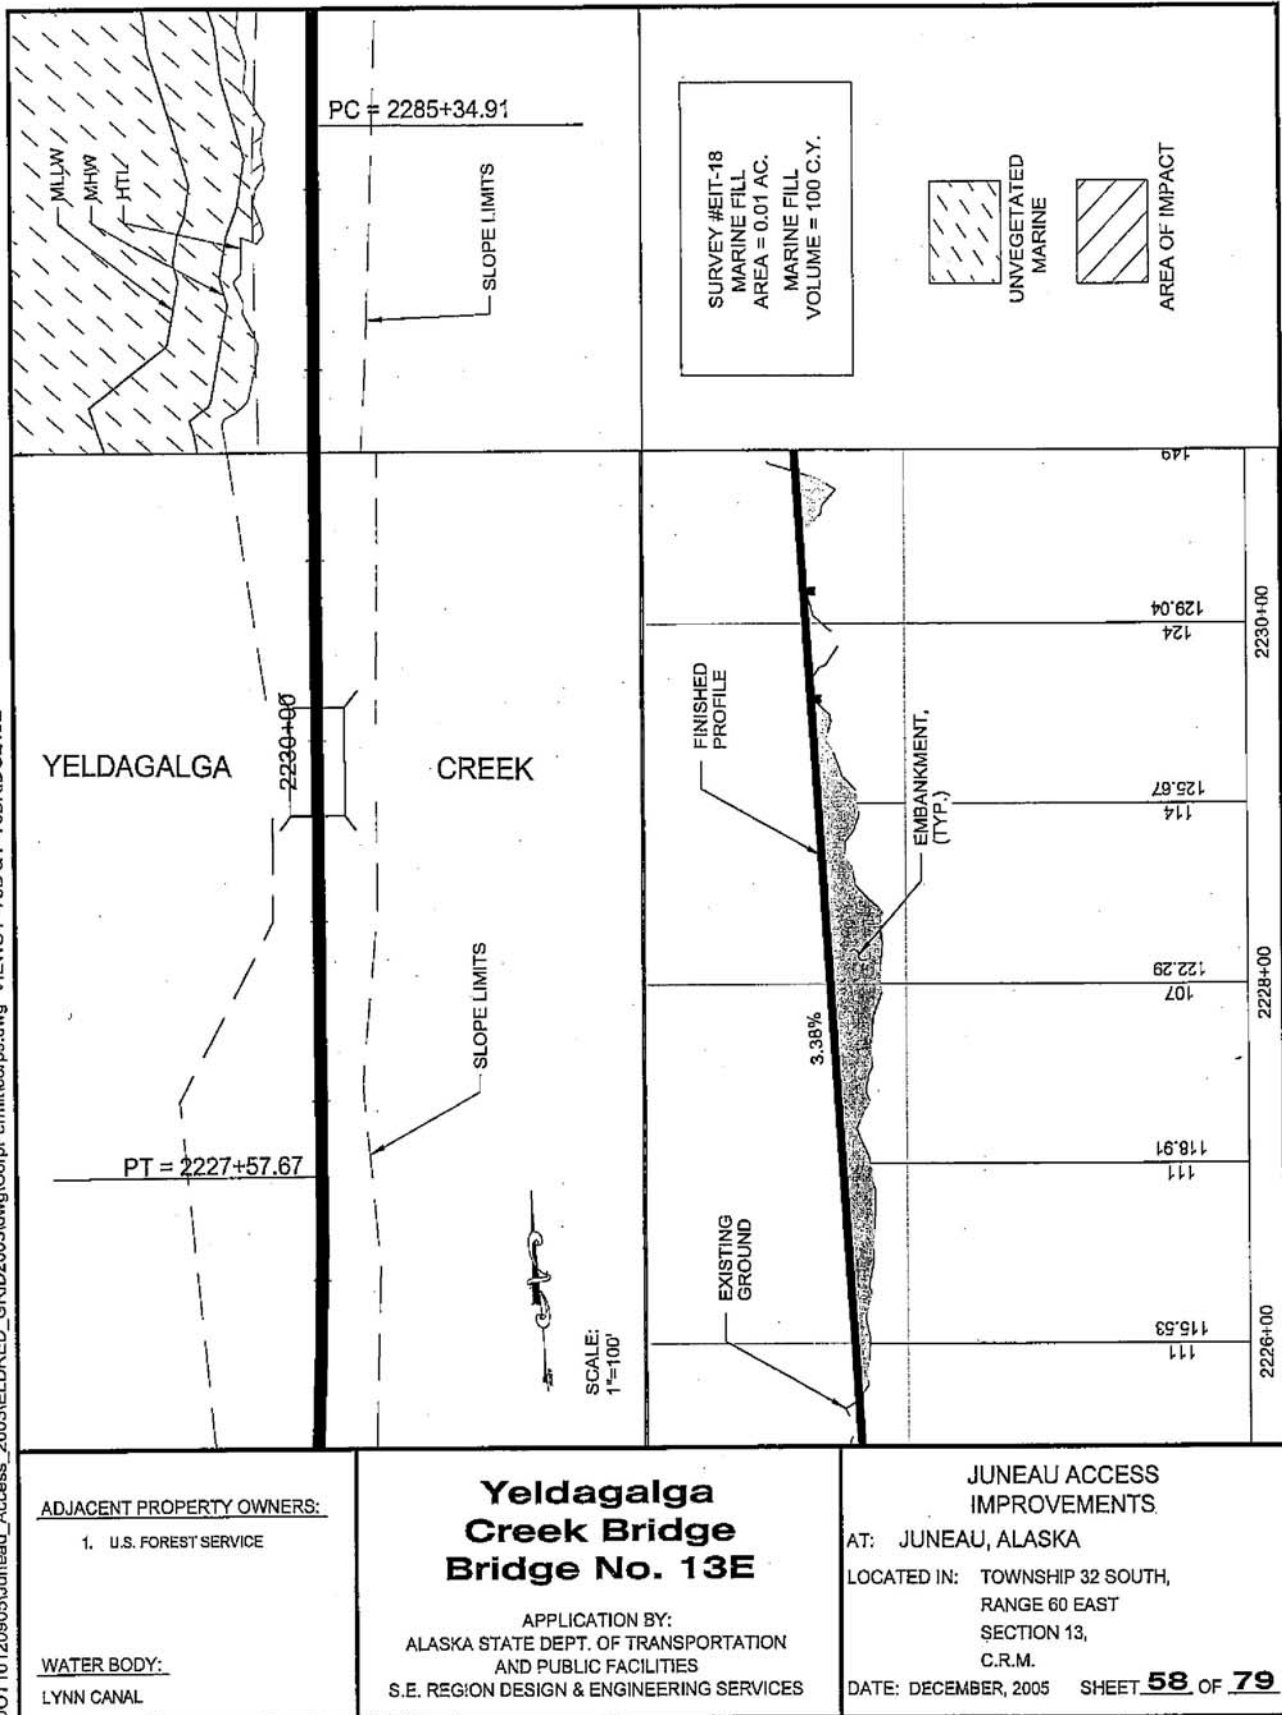 MLLW
MHW
HTL
PC = 2285+34.91
SLOPE LIMITS
SURVEY #EIT-18
MARINE FILL
AREA = 0.01 AC.
MARINE FILL
VOLUME = 100 C.Y.
UNVEGETATED
MARINE
AREA OF IMPACT
YELDAGALGA
2230+00
CREEK
SLOPE LIMITS
PT = 2227+57.67
SCALE:
1"=100'
149
FINISHED
PROFILE
129.04
124
2230+00
EMBANKMENT,
(TYP.)
125.67
114
3.38%
122.29
107
2228+00
118.91
111
EXISTING
GROUND
115.53
111
2226+00
ADJACENT PROPERTY OWNERS:
1. U.S. FOREST SERVICE
WATER BODY:
LYNN CANAL
Yeldagalga
Creek Bridge
Bridge No. 13E
APPLICATION BY:
ALASKA STATE DEPT. OF TRANSPORTATION
AND PUBLIC FACILITIES
S.E. REGION DESIGN & ENGINEERING SERVICES
JUNEAU ACCESS
IMPROVEMENTS
AT: JUNEAU, ALASKA
LOCATED IN: TOWNSHIP 32 SOUTH,
RANGE 60 EAST
SECTION 13,
C.R.M.
DATE: DECEMBER, 2005 SHEET 58 OF 79